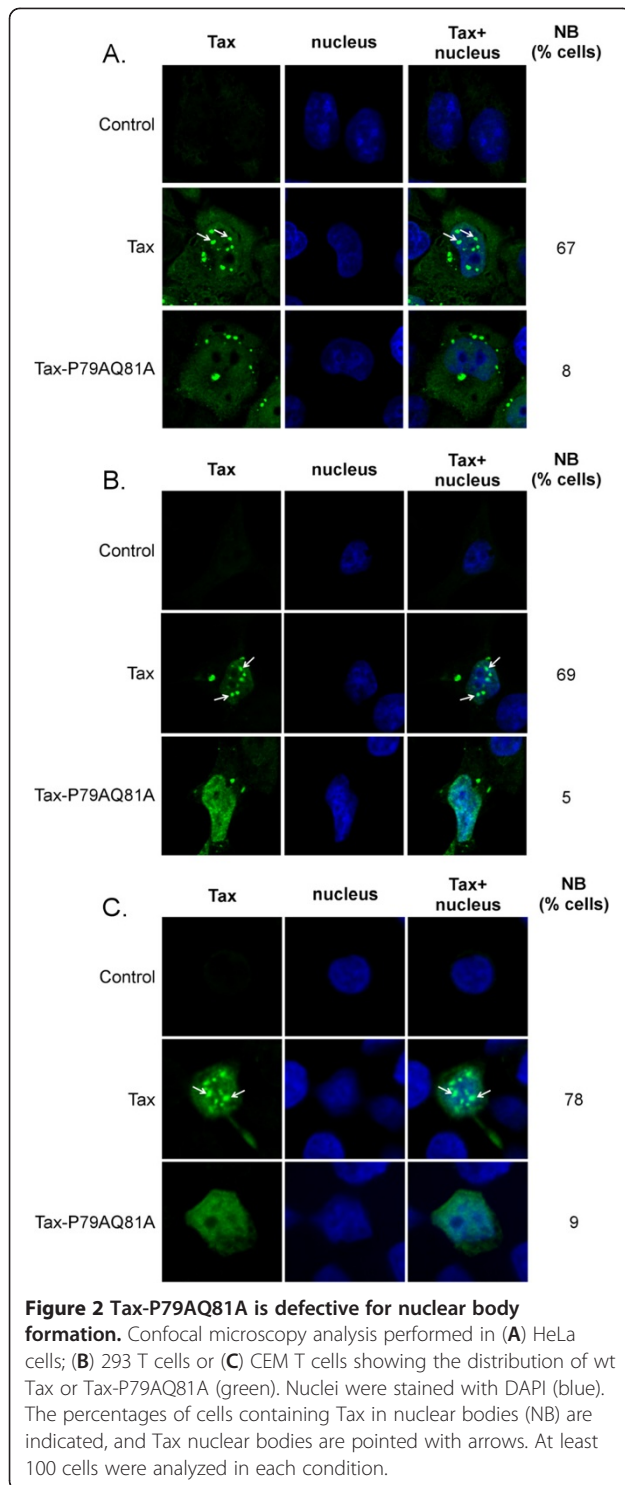 Tax nucleus Tax+ nucleus NB (% cells)
A.
Control
Tax 67
Tax-P79AQ81A 8
Tax nucleus Tax+ nucleus NB (% cells)
B.
Control
Tax 69
Tax-P79AQ81A 5
Tax nucleus Tax+ nucleus NB (% cells)
C.
Control
Tax 78
Tax-P79AQ81A 9
Figure 2 Tax-P79AQ81A is defective for nuclear body
formation. Confocal microscopy analysis performed in (A) HeLa
cells; (B) 293 T cells or (C) CEM T cells showing the distribution of wt
Tax or Tax-P79AQ81A (green). Nuclei were stained with DAPI (blue).
The percentages of cells containing Tax in nuclear bodies (NB) are
indicated, and Tax nuclear bodies are pointed with arrows. At least
100 cells were analyzed in each condition.